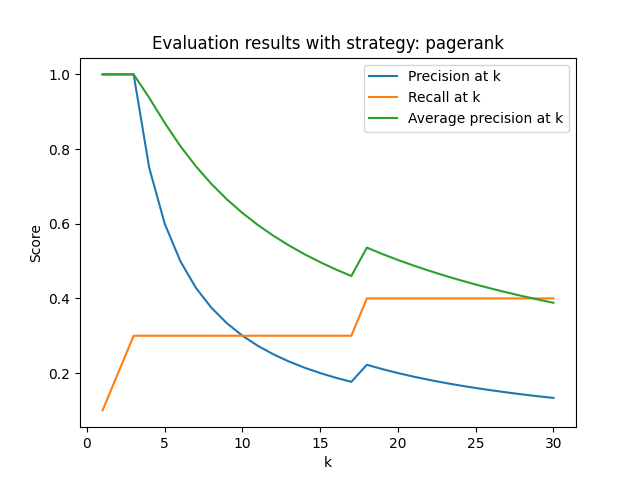 Evaluation results with strategy: pagerank
Precision at k
Recall at k
Average precision at k
Score
1.0
0.8
0.6
0.4
0.2
0 5 10 15 20 25 30
k